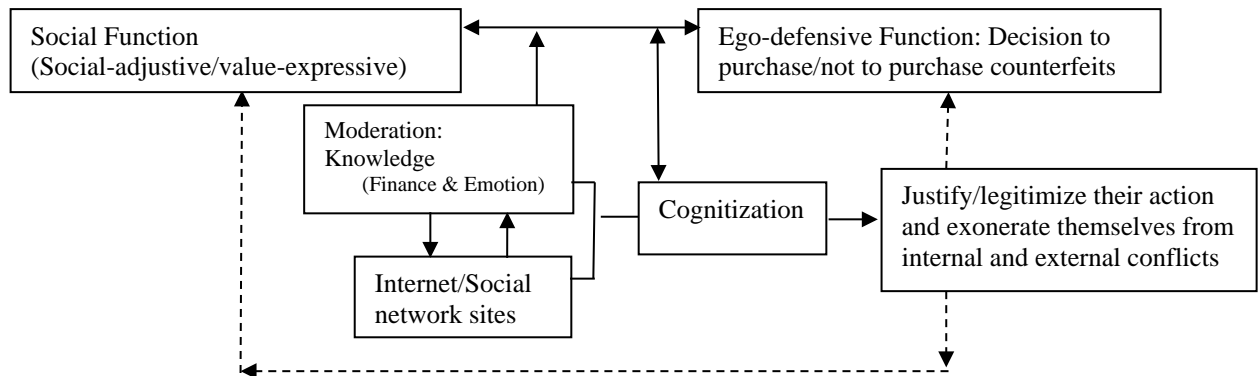 Social Function
(Social-adjustive/value-expressive)
Ego-defensive Function: Decision to
purchase/not to purchase counterfeits
Moderation:
Knowledge
(Finance & Emotion)
Cognitization
Justify/legitimize their action
and exonerate themselves from
internal and external conflicts
Internet/Social
network sites